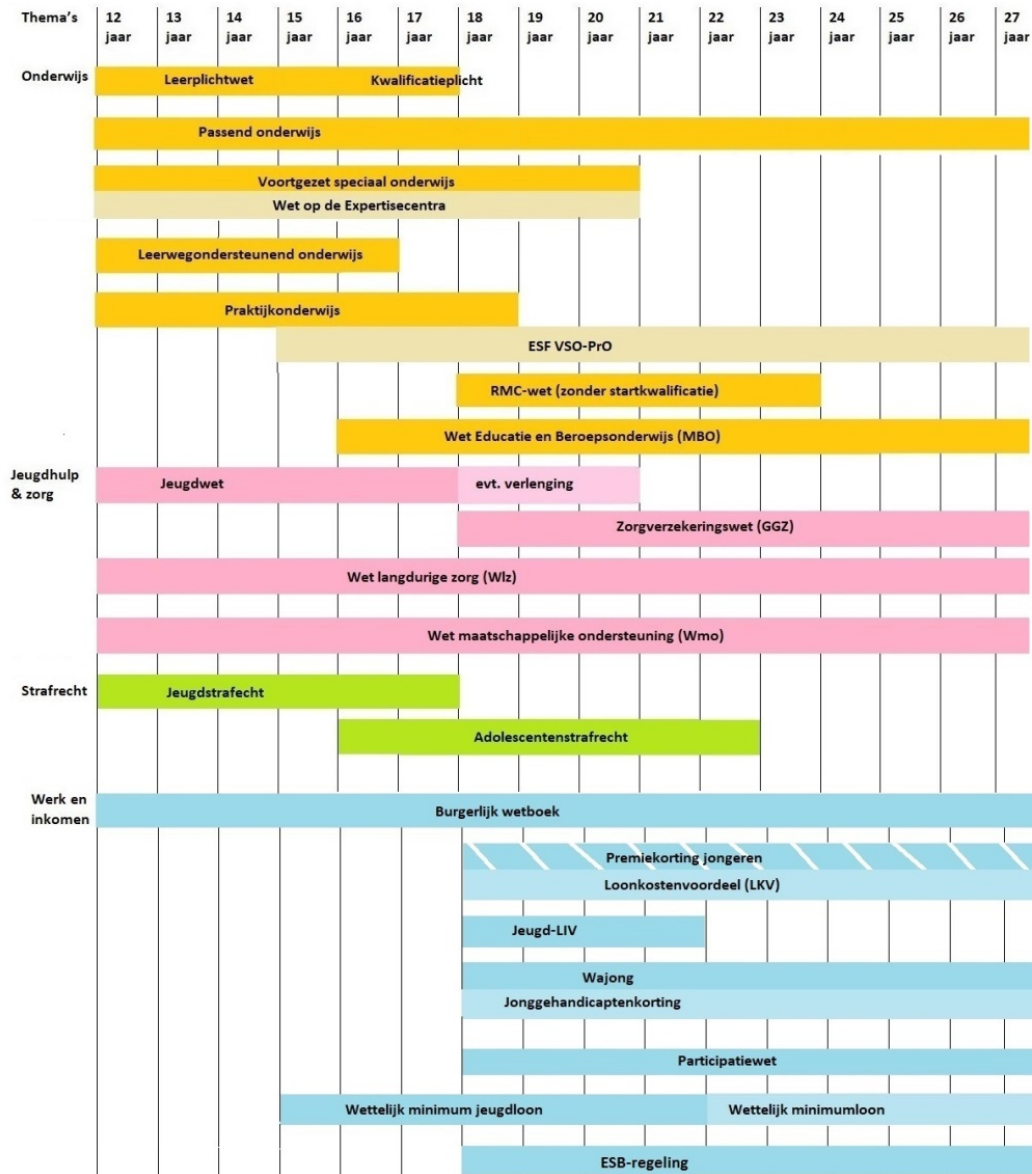 Thema's 12 13 14 15 16 17 18 19 20 21 22 23 24 25 26 27
jaar jaar jaar jaar jaar jaar jaar jaar jaar jaar jaar jaar jaar jaar jaar jaar
Onderwijs Leerplichtwet Kwalificatieplicht
Passend onderwijs
Voortgezet speciaal onderwijs
Wet op de Expertisecentra
Leerwegondersteunend onderwijs
Praktijkonderwijs
ESF VSO-PrO
RMC-wet (zonder startkwalificatie)
Wet Educatie en Beroepsonderwijs (MBO)
Jeugdhulp
& zorg
Jeugdwet evt. verlenging
Zorgverzekeringswet (GGZ)
Wet langdurige zorg (Wlz)
Wet maatschappelijke ondersteuning (Wmo)
Strafrecht Jeugdstrafecht
Adolescentenstrafrecht
Werk en
inkomen
Burgerlijk wetboek
Premiekorting jongeren
Loonkostenvoordeel (LKV)
Jeugd-LIV
Wajong
Jonggehandicaptenkorting
Participatiewet
Wettelijk minimum jeugdloon Wettelijk minimumloon
ESB-regeling